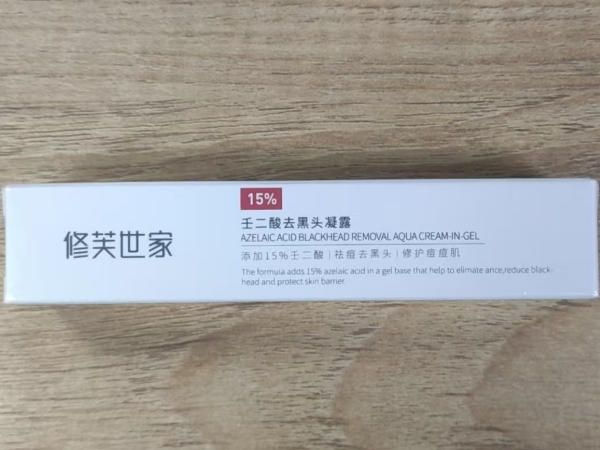 修芙世家
15%
壬二酸去黑头凝露
AZELAIC ACID BLACKHEAD REMOVAL AQUA CREAM-IN-GEL
添加15%壬二酸|祛痘去黑头|修护痘痘肌
The formula adds 15% azelaic acid in a gel base that help to elimate ance,reduce black-
head and protect skin barrier.